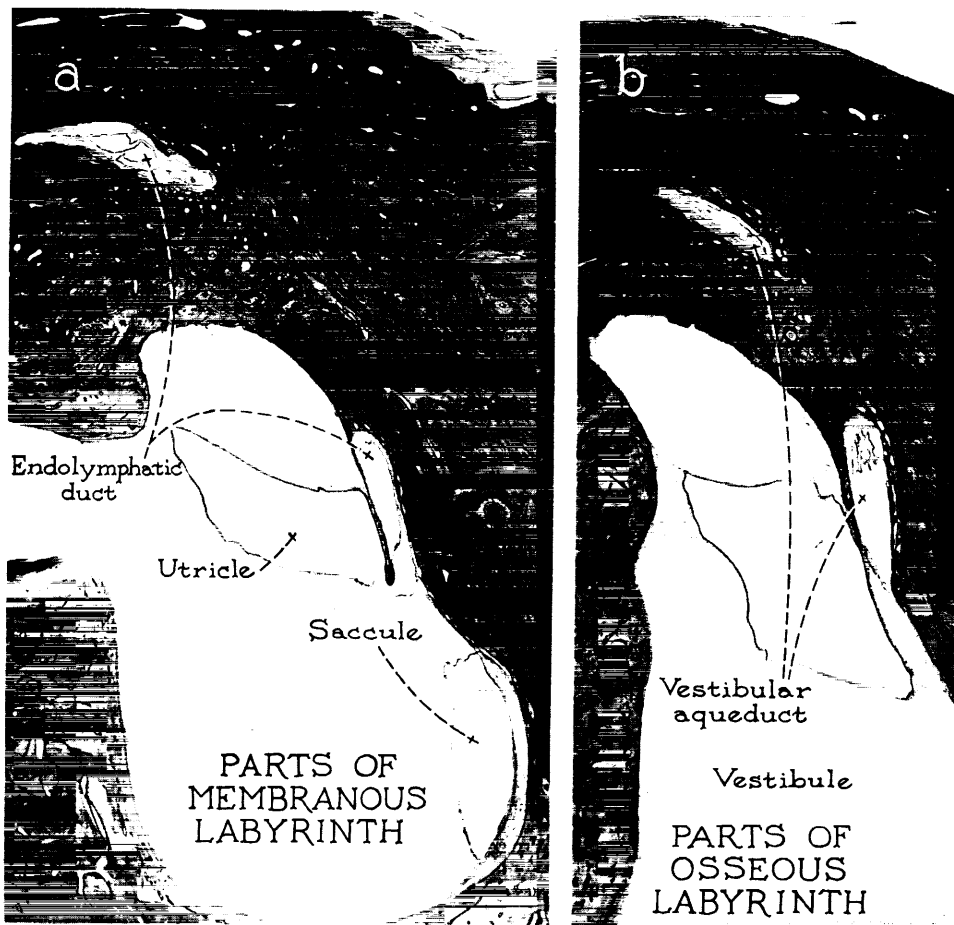 a
Endolymphatic
duct
Utricle
Saccule
PARTS OF
MEMBRANOUS
LABYRINTH
b
Vestibular
aqueduct
Vestibule
PARTS OF
OSSEOUS
LABYRINTH